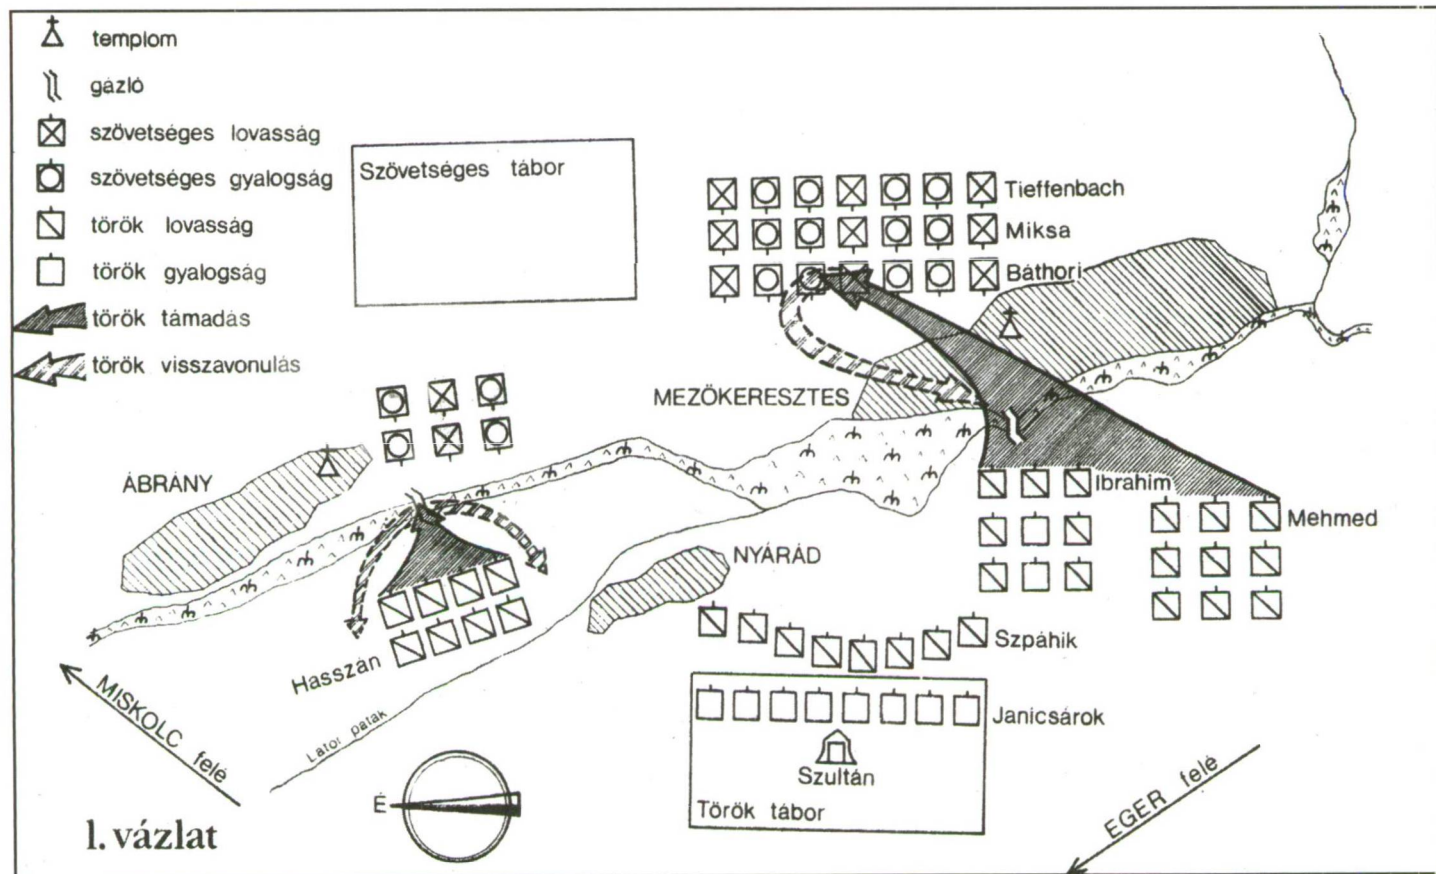 templom
gázló
szövetséges lovasság
szövetséges gyalogság
török lovasság
török gyalogság
török támadás
török visszavonulás
Szövetséges tábor
Tieffenbach
Miksa
Báthori
MEZŐKERESZTES
ÁBRÁNY
Ibrahim
Mehmed
NYÁRÁD
Hasszán
Szpáhik
Janicsárok
Szultán
Török tábor
Lator patak
MISKOLC felé
EGER felé
É
1. vázlat